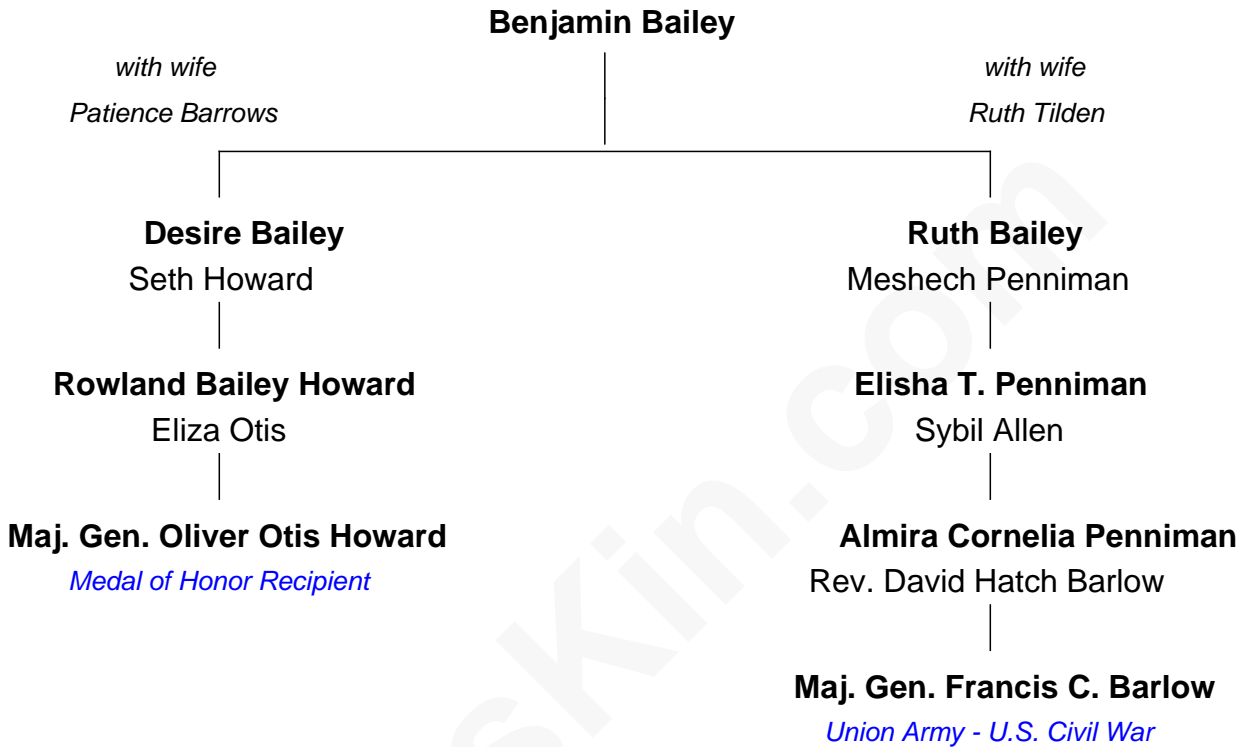 Benjamin Bailey
with wife
Patience Barrows
with wife
Ruth Tilden
Desire Bailey
Seth Howard
Ruth Bailey
Meshech Penniman
Rowland Bailey Howard
Eliza Otis
Elisha T. Penniman
Sybil Allen
Maj. Gen. Oliver Otis Howard
Medal of Honor Recipient
Almira Cornelia Penniman
Rev. David Hatch Barlow
Maj. Gen. Francis C. Barlow
Union Army - U.S. Civil War
sKin.com